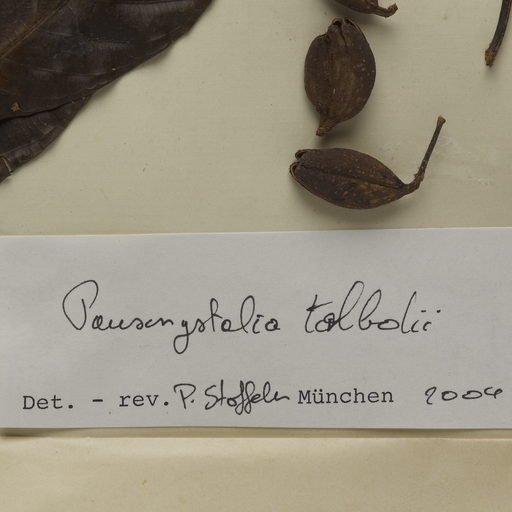 Pausinystalia talbotii
Det. - rev. P. Stoffelen München 2004